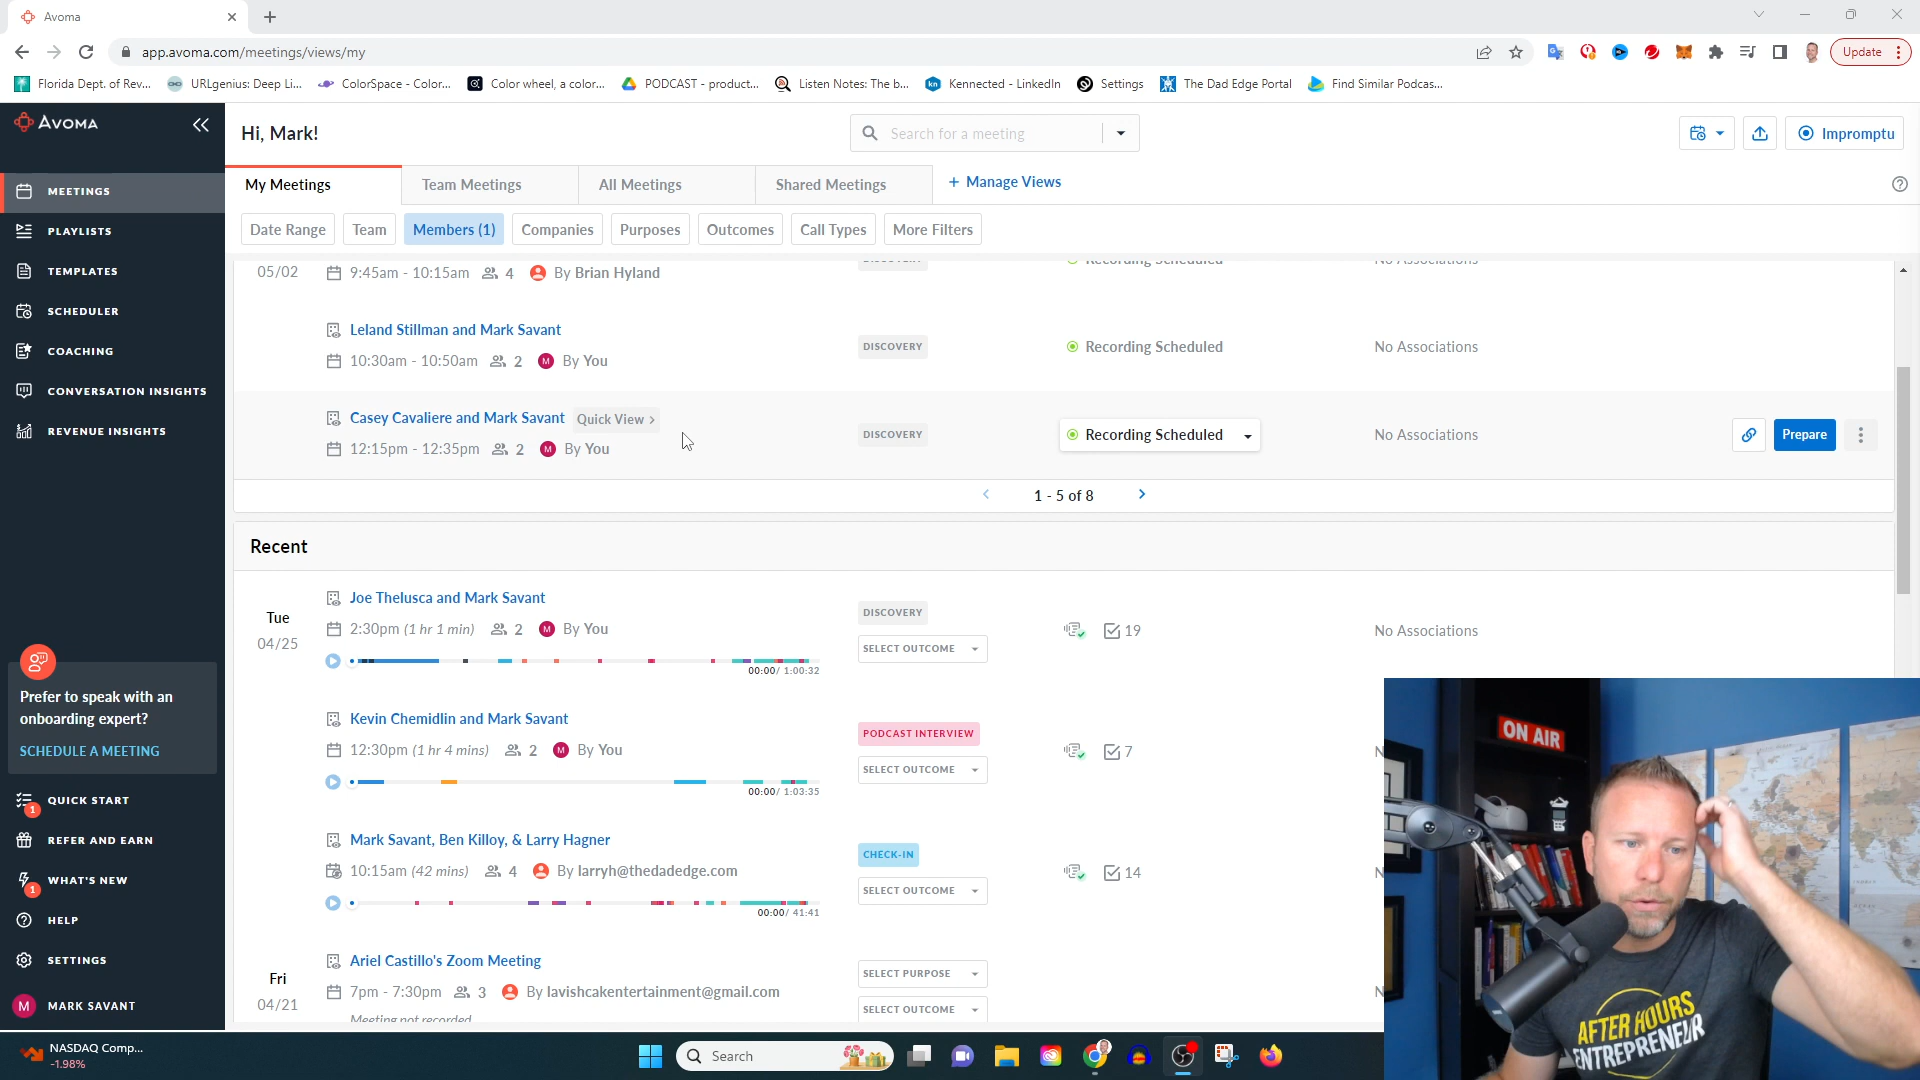 Avoma
app.avoma.com/meetings/views/my
Update
Florida Dept. of Rev...
URLgenius: Deep Li...
ColorSpace - Color...
Color wheel, a color...
PODCAST - product...
Listen Notes: The b...
Kennected - LinkedIn
Settings
The Dad Edge Portal
Find Similar Podcas...
AVOMA
Hi, Mark!
Search for a meeting
Impromptu
MEETINGS
PLAYLISTS
TEMPLATES
SCHEDULER
COACHING
CONVERSATION INSIGHTS
REVENUE INSIGHTS
My Meetings
Team Meetings
All Meetings
Shared Meetings
+ Manage Views
Date Range
Team
Members (1)
Companies
Purposes
Outcomes
Call Types
More Filters
05/02
9:45am - 10:15am 4 By Brian Hyland
Recording Scheduled
No Associations
Leland Stillman and Mark Savant
10:30am - 10:50am 2 M By You
DISCOVERY
Recording Scheduled
No Associations
Casey Cavaliere and Mark Savant Quick View >
12:15pm - 12:35pm 2 M By You
DISCOVERY
Recording Scheduled
No Associations
Prepare
1 - 5 of 8
Recent
Tue
04/25
Joe Thelusca and Mark Savant
2:30pm (1 hr 1 min) 2 M By You
00:00/ 1:00:32
DISCOVERY
SELECT OUTCOME
19
No Associations
Kevin Chemidlin and Mark Savant
12:30pm (1 hr 4 mins) 2 M By You
00:00/ 1:03:35
PODCAST INTERVIEW
SELECT OUTCOME
7
N
Mark Savant, Ben Killoy, & Larry Hagner
10:15am (42 mins) 4 By larryh@thedadedge.com
00:00/ 41:41
CHECK-IN
SELECT OUTCOME
14
N
Fri
04/21
Ariel Castillo's Zoom Meeting
7pm - 7:30pm 3 By lavishcakentertainment@gmail.com
Meeting not recorded
SELECT PURPOSE
SELECT OUTCOME
N
Prefer to speak with an
onboarding expert?
SCHEDULE A MEETING
1
QUICK START
REFER AND EARN
1
WHAT'S NEW
HELP
SETTINGS
M
MARK SAVANT
ON AIR
AFTER HOURS
ENTREPRENEUR
NASDAQ Comp...
-1.98%
Search